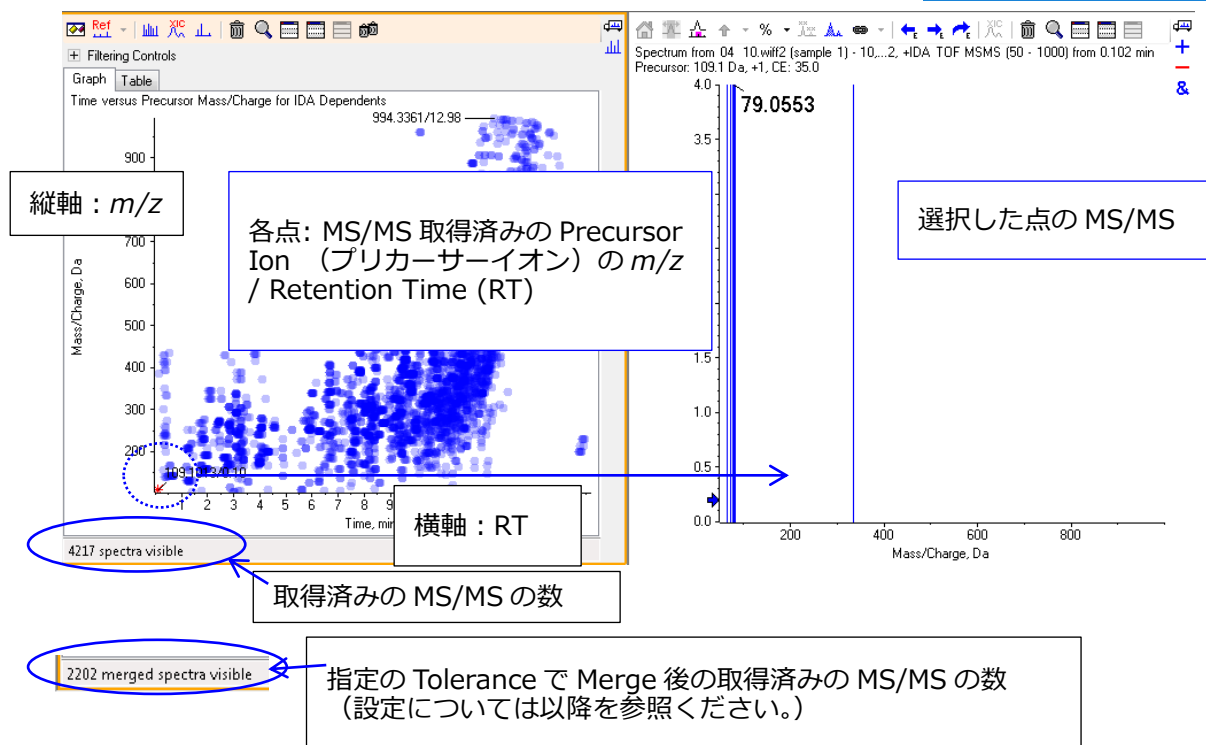 Ref
XIC
Filtering Controls
Graph Table
Time versus Precursor Mass/Charge for IDA Dependents
994.3361/12.98
900
700
600
500
400
300
200
Mass/Charge, Da
1 2 3 4 5 6 7 8 9
Time, min
4217 spectra visible
縦軸：m/z
各点: MS/MS 取得済みの Precursor
Ion （プリカーサーイオン）の m/z
/ Retention Time (RT)
横軸：RT
取得済みの MS/MS の数
2202 merged spectra visible
指定の Tolerance で Merge 後の取得済みの MS/MS の数
（設定については以降を参照ください。）
%
XIC
Spectrum from 04_10.wiff2 (sample 1) - 10,...2, +IDA TOF MSMS (50 - 1000) from 0.102 min
Precursor: 109.1 Da, +1, CE: 35.0
&
4.0
79.0553
3.5
選択した点の MS/MS
1.5
1.0
0.5
0.0
200 400 600 800
Mass/Charge, Da